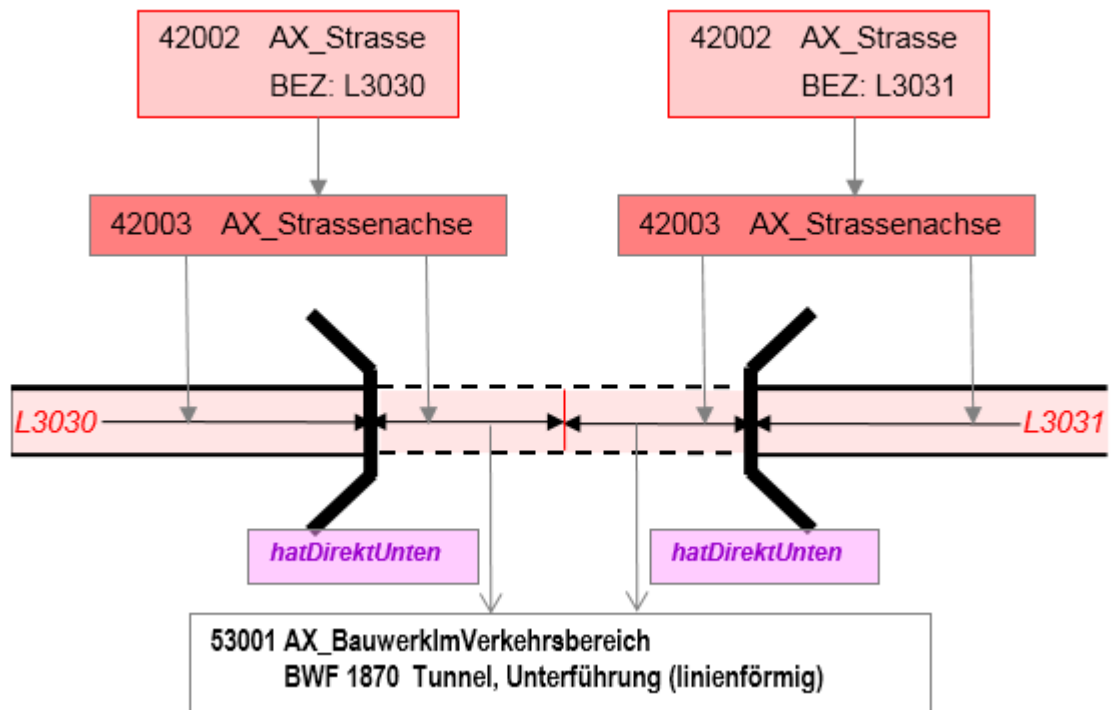 42002 AX_Strasse
BEZ: L3030
42002 AX_Strasse
BEZ: L3031
42003 AX_Strassenachse
42003 AX_Strassenachse
L3030
L3031
hatDirektUnten
hatDirektUnten
53001 AX_BauwerkImVerkehrsbereich
BWF 1870 Tunnel, Unterführung (linienförmig)